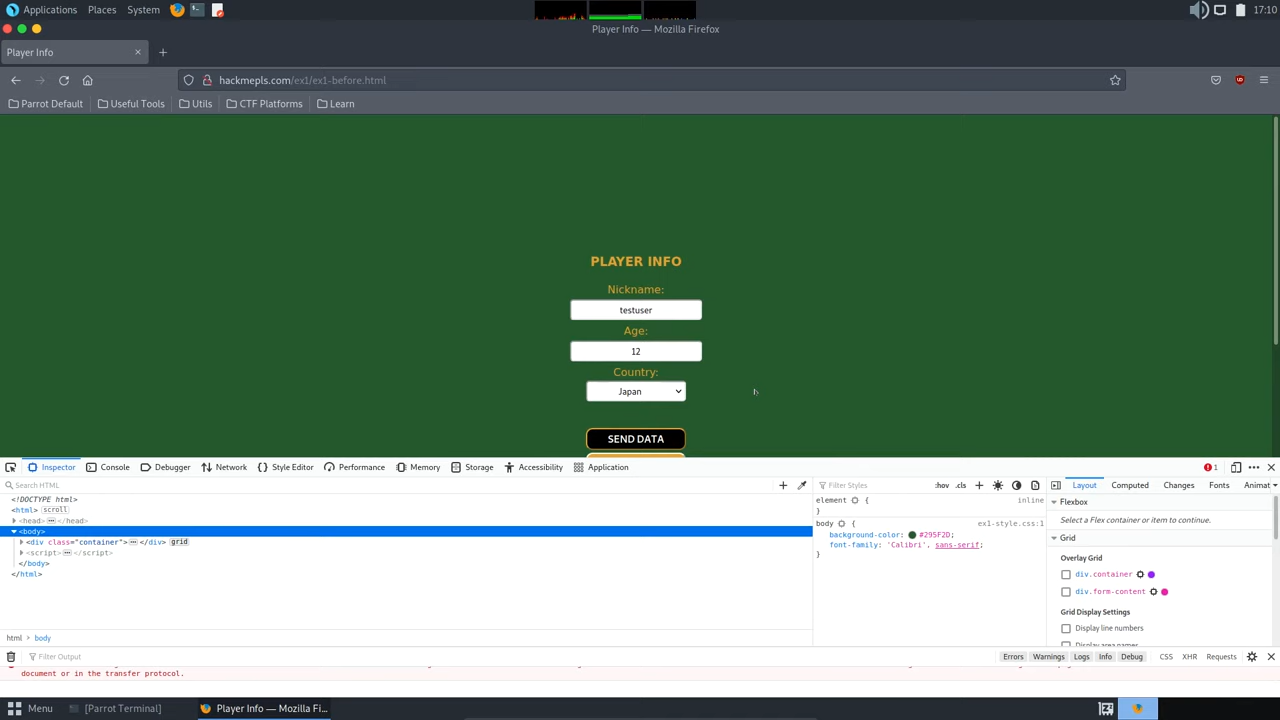 Applications Places System 17:10
Player Info — Mozilla Firefox
Player Info
hackmepls.com/ex1/ex1-before.html
Parrot Default Useful Tools Utils CTF Platforms Learn
PLAYER INFO
Nickname:
testuser
Age:
12
Country:
Japan
SEND DATA
Inspector Console Debugger Network Style Editor Performance Memory Storage Accessibility Application 1
Search HTML
Filter Styles :hov .cls
Layout Computed Changes Fonts Animat
<!DOCTYPE html>
<html> scroll
<head> </head>
<body>
<div class="container"> </div> grid
<script> </script>
</body>
</html>
element { inline
}
body { ex1-style.css:1
background-color: #295F2D;
font-family: 'Calibri', sans-serif;
}
Flexbox
Select a Flex container or item to continue.
Grid
Overlay Grid
div.container
div.form-content
Grid Display Settings
Display line numbers
Display area names
html > body
Filter Output Errors Warnings Logs Info Debug CSS XHR Requests
document or in the transfer protocol.
Menu [Parrot Terminal] Player Info — Mozilla Fi...